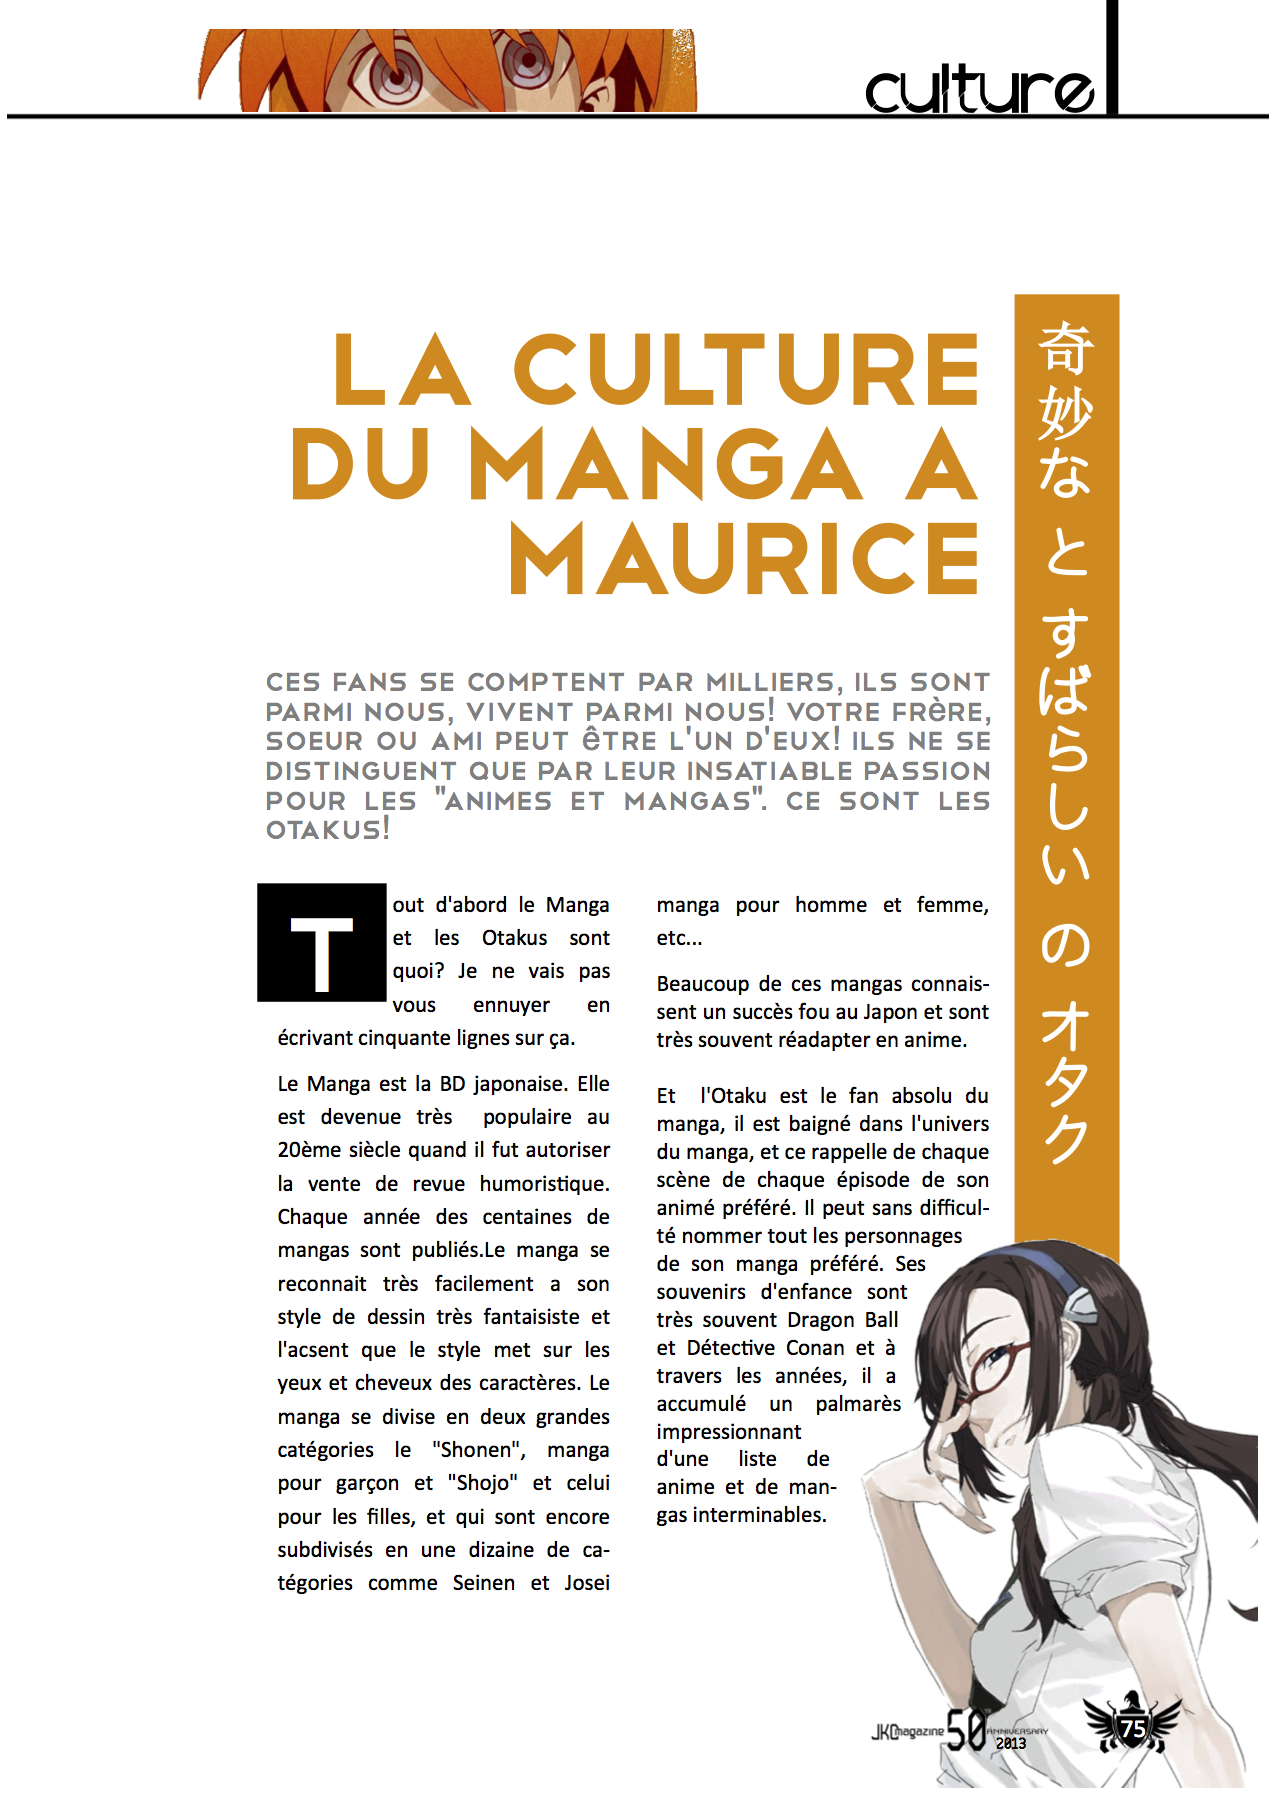 culture
LA CULTURE
DU MANGA A
MAURICE
奇妙な と すばらしい の オタク
CES FANS SE COMPTENT PAR MILLIERS, ILS SONT
PARMI NOUS, VIVENT PARMI NOUS! VOTRE FRÈRE,
SOEUR OU AMI PEUT ÊTRE L'UN D'EUX! ILS NE SE
DISTINGUENT QUE PAR LEUR INSATIABLE PASSION
POUR LES "ANIMES ET MANGAS". CE SONT LES
OTAKUS!
Tout d'abord le Manga
et les Otakus sont
quoi? Je ne vais pas
vous ennuyer en
écrivant cinquante lignes sur ça.
Le Manga est la BD japonaise. Elle
est devenue très populaire au
20ème siècle quand il fut autoriser
la vente de revue humoristique.
Chaque année des centaines de
mangas sont publiés.Le manga se
reconnait très facilement a son
style de dessin très fantaisiste et
l'acsent que le style met sur les
yeux et cheveux des caractères. Le
manga se divise en deux grandes
catégories le "Shonen", manga
pour garçon et "Shojo" et celui
pour les filles, et qui sont encore
subdivisés en une dizaine de ca-
tégories comme Seinen et Josei
manga pour homme et femme,
etc...
Beaucoup de ces mangas connais-
sent un succès fou au Japon et sont
très souvent réadapter en anime.
Et l'Otaku est le fan absolu du
manga, il est baigné dans l'univers
du manga, et ce rappelle de chaque
scène de chaque épisode de son
animé préféré. Il peut sans difficul-
té nommer tout les personnages
de son manga préféré. Ses
souvenirs d'enfance sont
très souvent Dragon Ball
et Détective Conan et à
travers les années, il a
accumulé un palmarès
impressionnant
d'une liste de
anime et de man-
gas interminables.
JKCmagazine 50TH ANNIVERSARY
2013
75